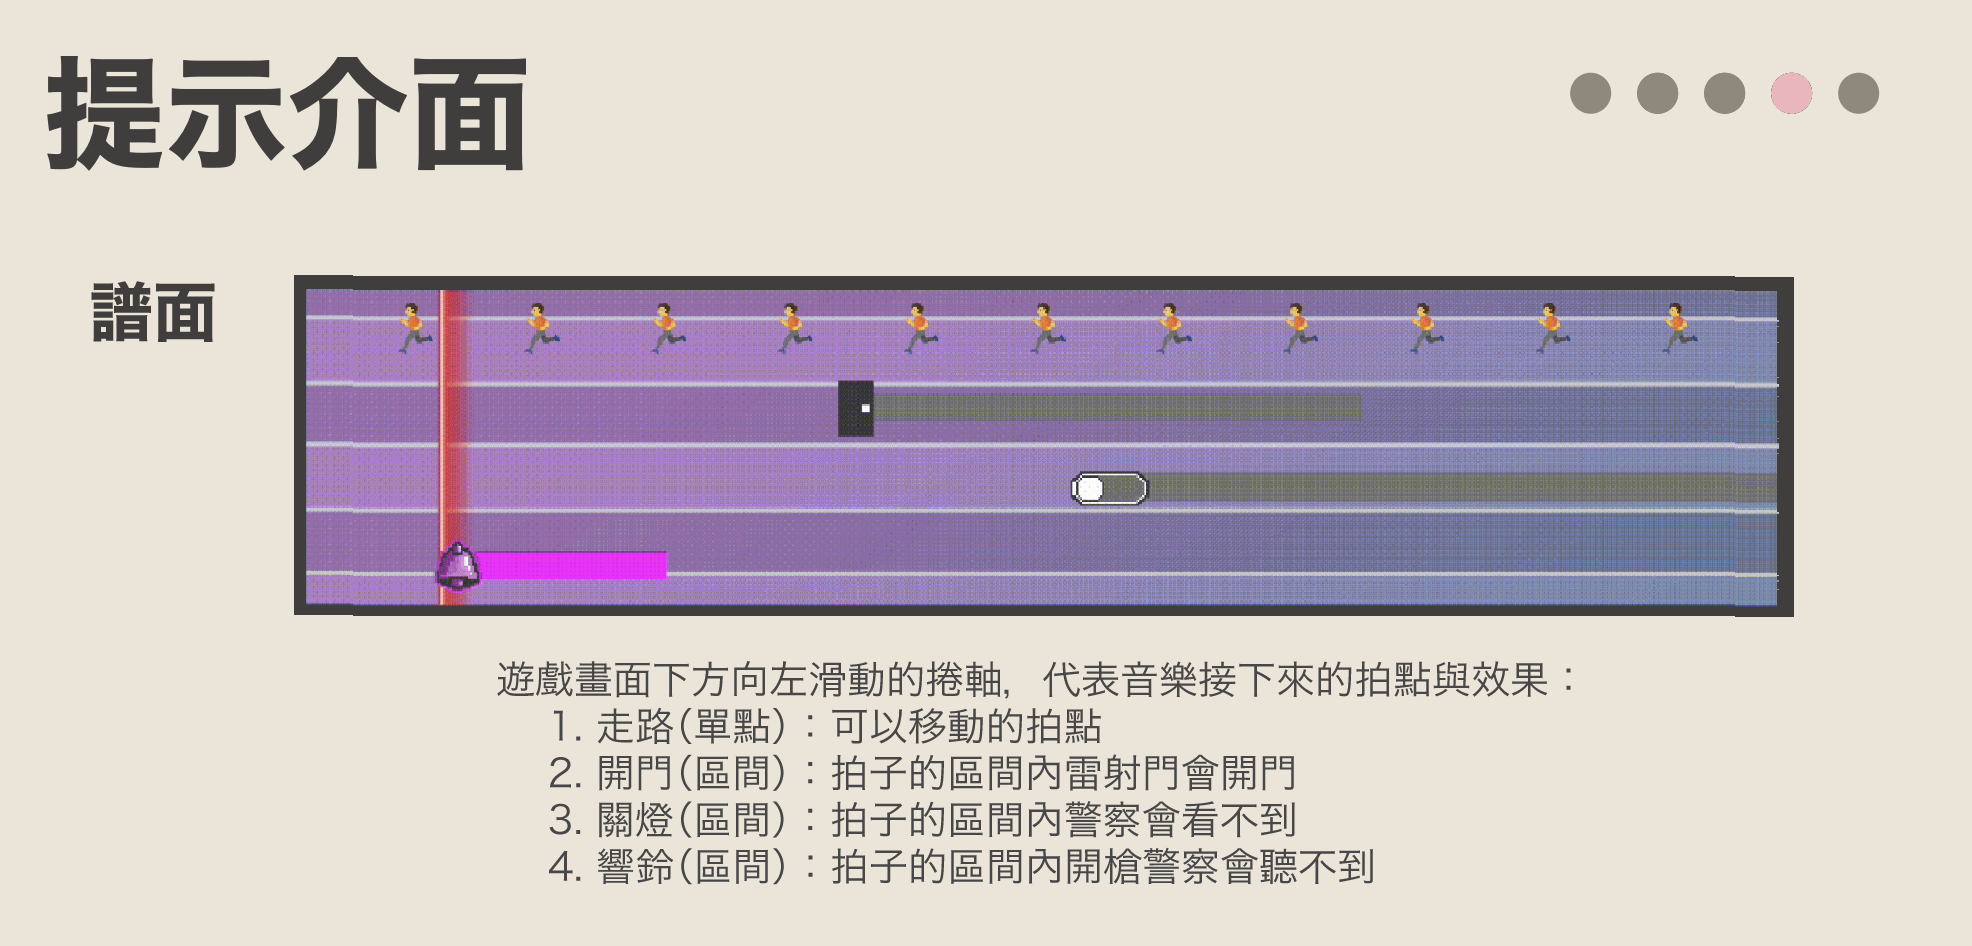 提示介面
譜面
遊戲畫面下方向左滑動的捲軸，代表音樂接下來的拍點與效果：
1. 走路(單點)：可以移動的拍點
2. 開門(區間)：拍子的區間內雷射門會開門
3. 關燈(區間)：拍子的區間內警察會看不到
4. 響鈴(區間)：拍子的區間內開槍警察會聽不到